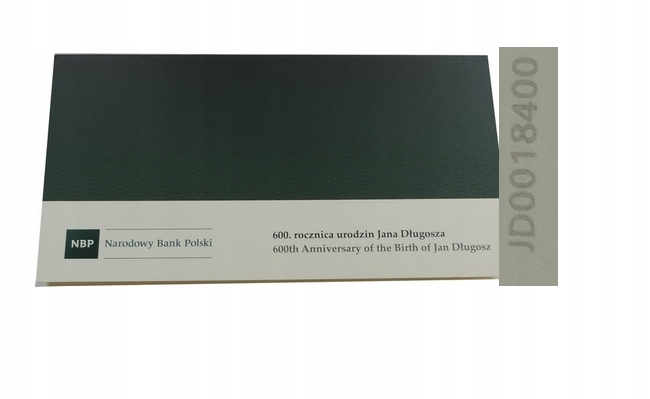 NBP
Narodowy Bank Polski
600. rocznica urodzin Jana Długosza
600th Anniversary of the Birth of Jan Długosz
JD0018400